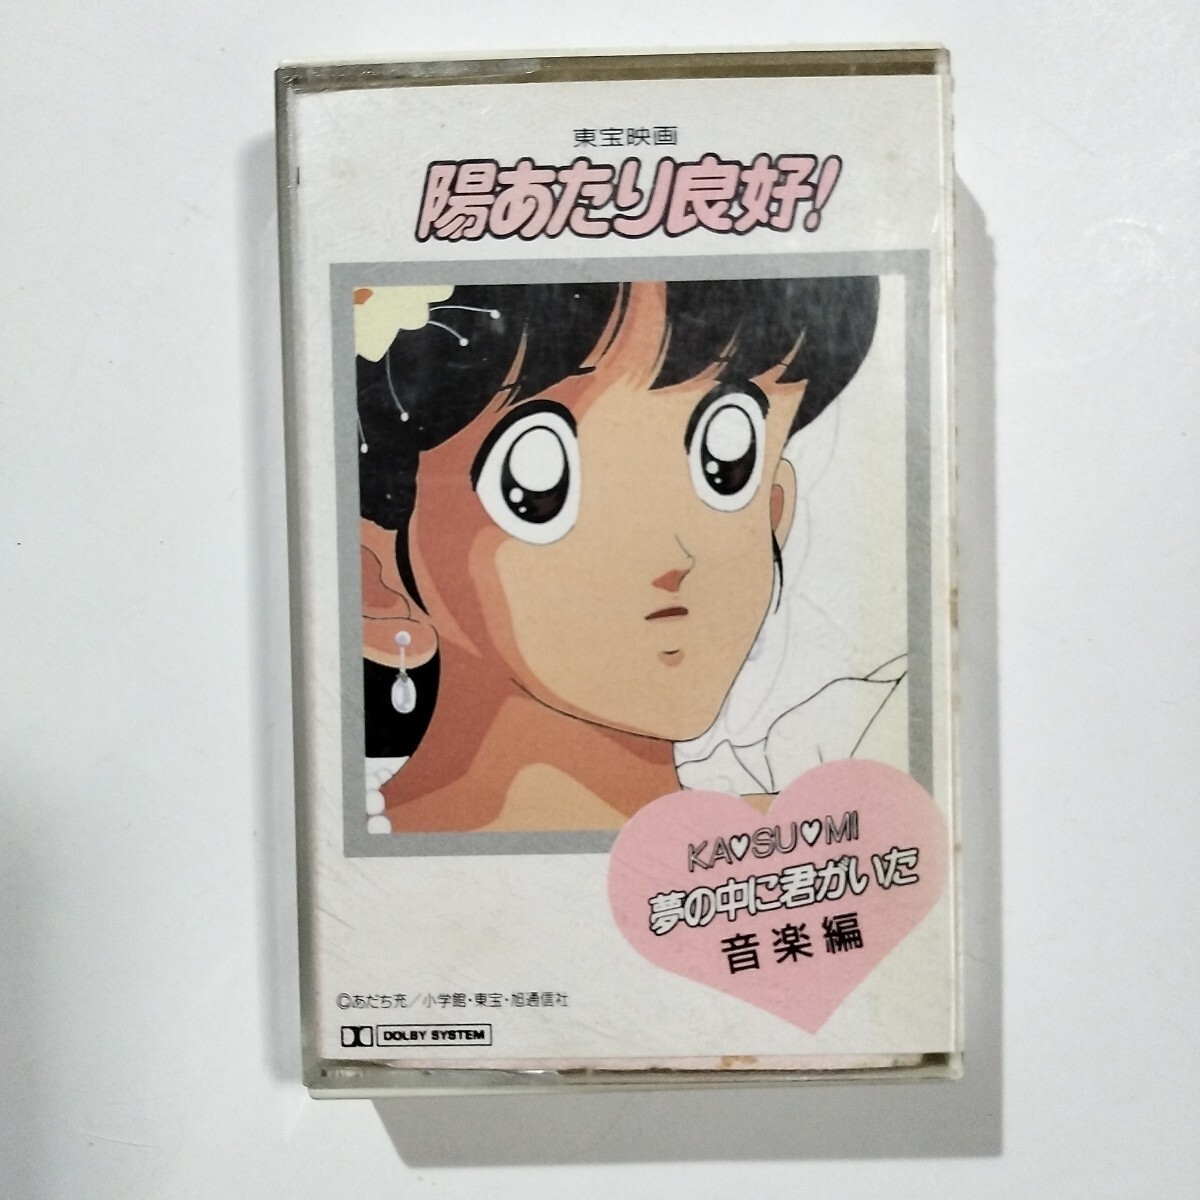 東宝映画
陽あたり良好!
KA♥SU♥MI
夢の中に君がいた
音楽編
©あだち充／小学館・東宝・旭通信社
DOLBY SYSTEM